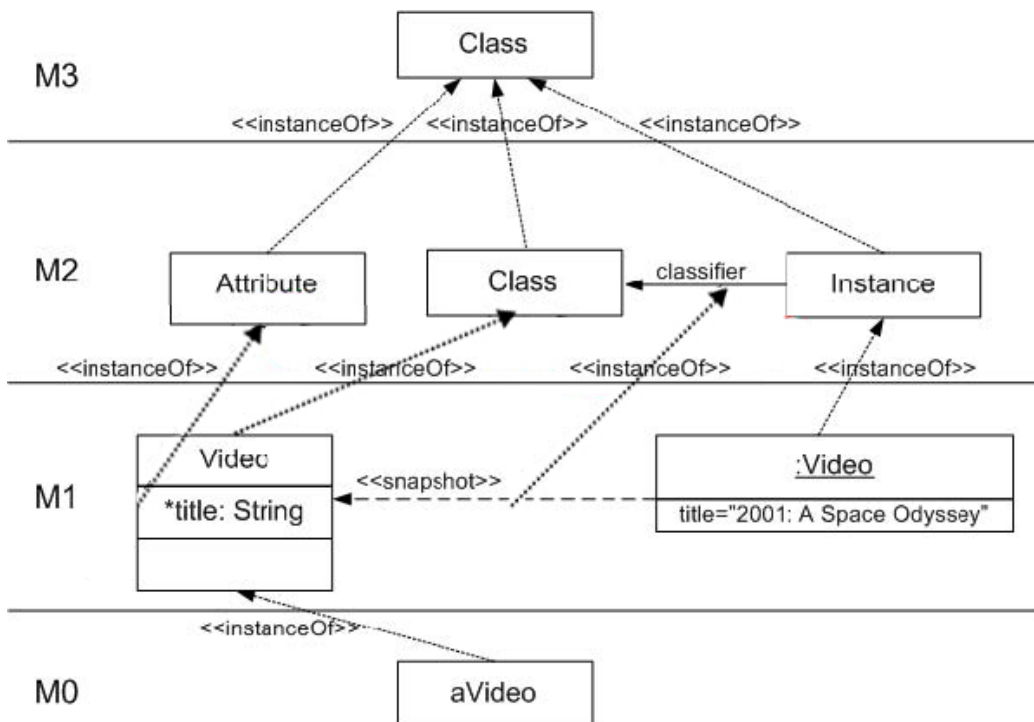 Class
M3
<<instanceOf>> <<instanceOf>> <<instanceOf>>
M2
Attribute
Class
classifier
Instance
<<instanceOf>> <<instanceOf>> <<instanceOf>> <<instanceOf>>
M1
Video
*title: String
<<snapshot>>
:Video
title="2001: A Space Odyssey"
<<instanceOf>>
M0
aVideo